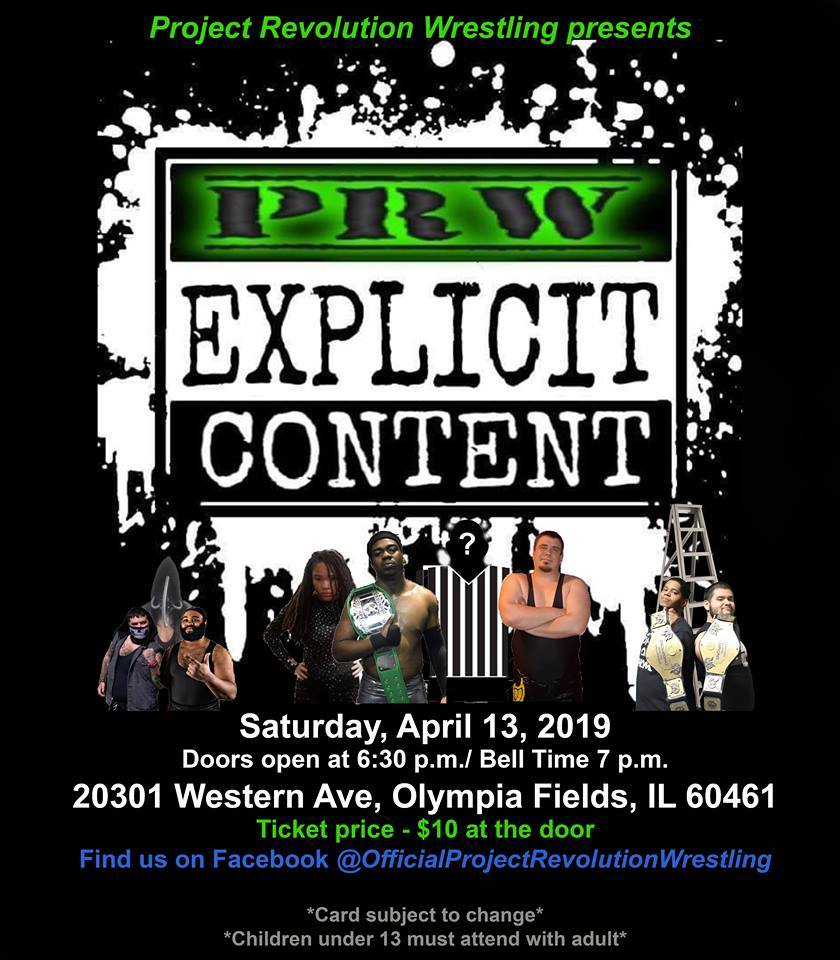 Project Revolution Wrestling presents
PRW
EXPLICIT
CONTENT
?
Saturday, April 13, 2019
Doors open at 6:30 p.m./ Bell Time 7 p.m.
20301 Western Ave, Olympia Fields, IL 60461
Ticket price - $10 at the door
Find us on Facebook @OfficialProjectRevolutionWrestling
*Card subject to change*
*Children under 13 must attend with adult*